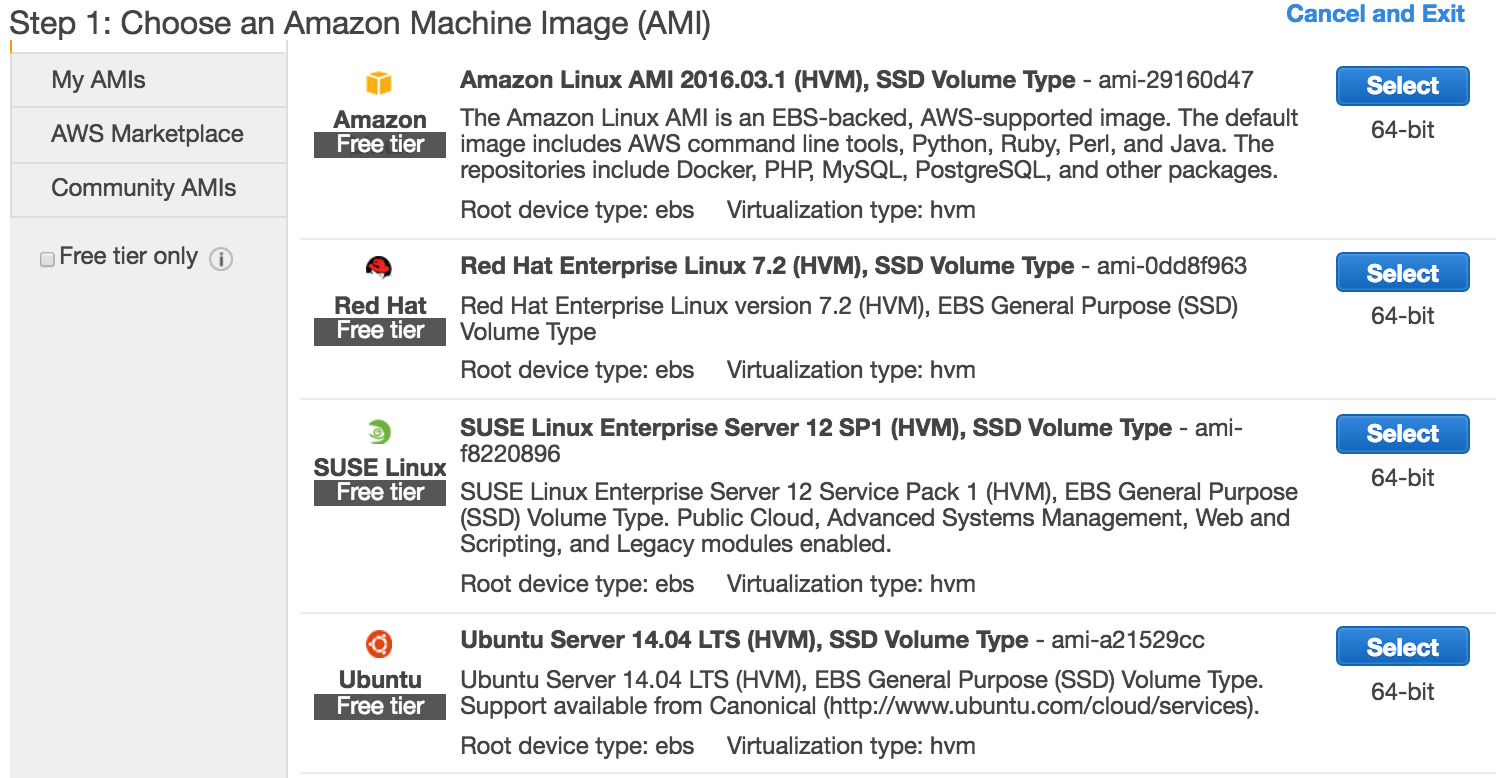 Step 1: Choose an Amazon Machine Image (AMI)
Cancel and Exit
My AMIs
AWS Marketplace
Community AMIs
Free tier only
Amazon
Free tier
Amazon Linux AMI 2016.03.1 (HVM), SSD Volume Type - ami-29160d47
The Amazon Linux AMI is an EBS-backed, AWS-supported image. The default
image includes AWS command line tools, Python, Ruby, Perl, and Java. The
repositories include Docker, PHP, MySQL, PostgreSQL, and other packages.
Root device type: ebs Virtualization type: hvm
Select
64-bit
Red Hat
Free tier
Red Hat Enterprise Linux 7.2 (HVM), SSD Volume Type - ami-0dd8f963
Red Hat Enterprise Linux version 7.2 (HVM), EBS General Purpose (SSD)
Volume Type
Root device type: ebs Virtualization type: hvm
Select
64-bit
SUSE Linux
Free tier
SUSE Linux Enterprise Server 12 SP1 (HVM), SSD Volume Type - ami-
f8220896
SUSE Linux Enterprise Server 12 Service Pack 1 (HVM), EBS General Purpose
(SSD) Volume Type. Public Cloud, Advanced Systems Management, Web and
Scripting, and Legacy modules enabled.
Root device type: ebs Virtualization type: hvm
Select
64-bit
Ubuntu
Free tier
Ubuntu Server 14.04 LTS (HVM), SSD Volume Type - ami-a21529cc
Ubuntu Server 14.04 LTS (HVM), EBS General Purpose (SSD) Volume Type.
Support available from Canonical (http://www.ubuntu.com/cloud/services).
Root device type: ebs Virtualization type: hvm
Select
64-bit